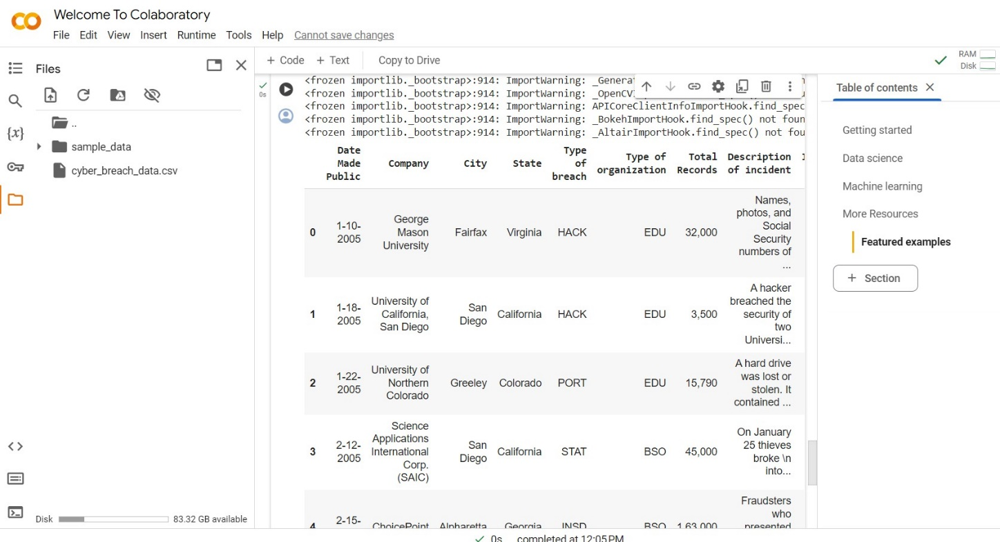 Welcome To Colaboratory
File Edit View Insert Runtime Tools Help Cannot save changes
Files
+ Code + Text Copy to Drive
RAM
Disk
..
sample_data
cyber_breach_data.csv
Disk 83.32 GB available
0s
<frozen importlib._bootstrap>:914: ImportWarning: _Genera
<frozen importlib._bootstrap>:914: ImportWarning: _OpenCV
<frozen importlib._bootstrap>:914: ImportWarning: APICoreClientInfoImportHook.find_spec
<frozen importlib._bootstrap>:914: ImportWarning: _BokehImportHook.find_spec() not foun
<frozen importlib._bootstrap>:914: ImportWarning: _AltairImportHook.find_spec() not fou
Date Made Public Company City State Type of breach Type of organization Total Records Description of incident
0 1-10-2005 George Mason University Fairfax Virginia HACK EDU 32,000 Names, photos, and Social Security numbers of ...
1 1-18-2005 University of California, San Diego San Diego California HACK EDU 3,500 A hacker breached the security of two Universi...
2 1-22-2005 University of Northern Colorado Greeley Colorado PORT EDU 15,790 A hard drive was lost or stolen. It contained ...
3 2-12-2005 Science Applications International Corp. (SAIC) San Diego California STAT BSO 45,000 On January 25 thieves broke \n into...
4 2-15- ChoicePoint Alpharetta Georgia INSD BSO 1,63,000 Fraudsters who presented
Table of contents
Getting started
Data science
Machine learning
More Resources
Featured examples
+ Section
0s completed at 12:05 PM